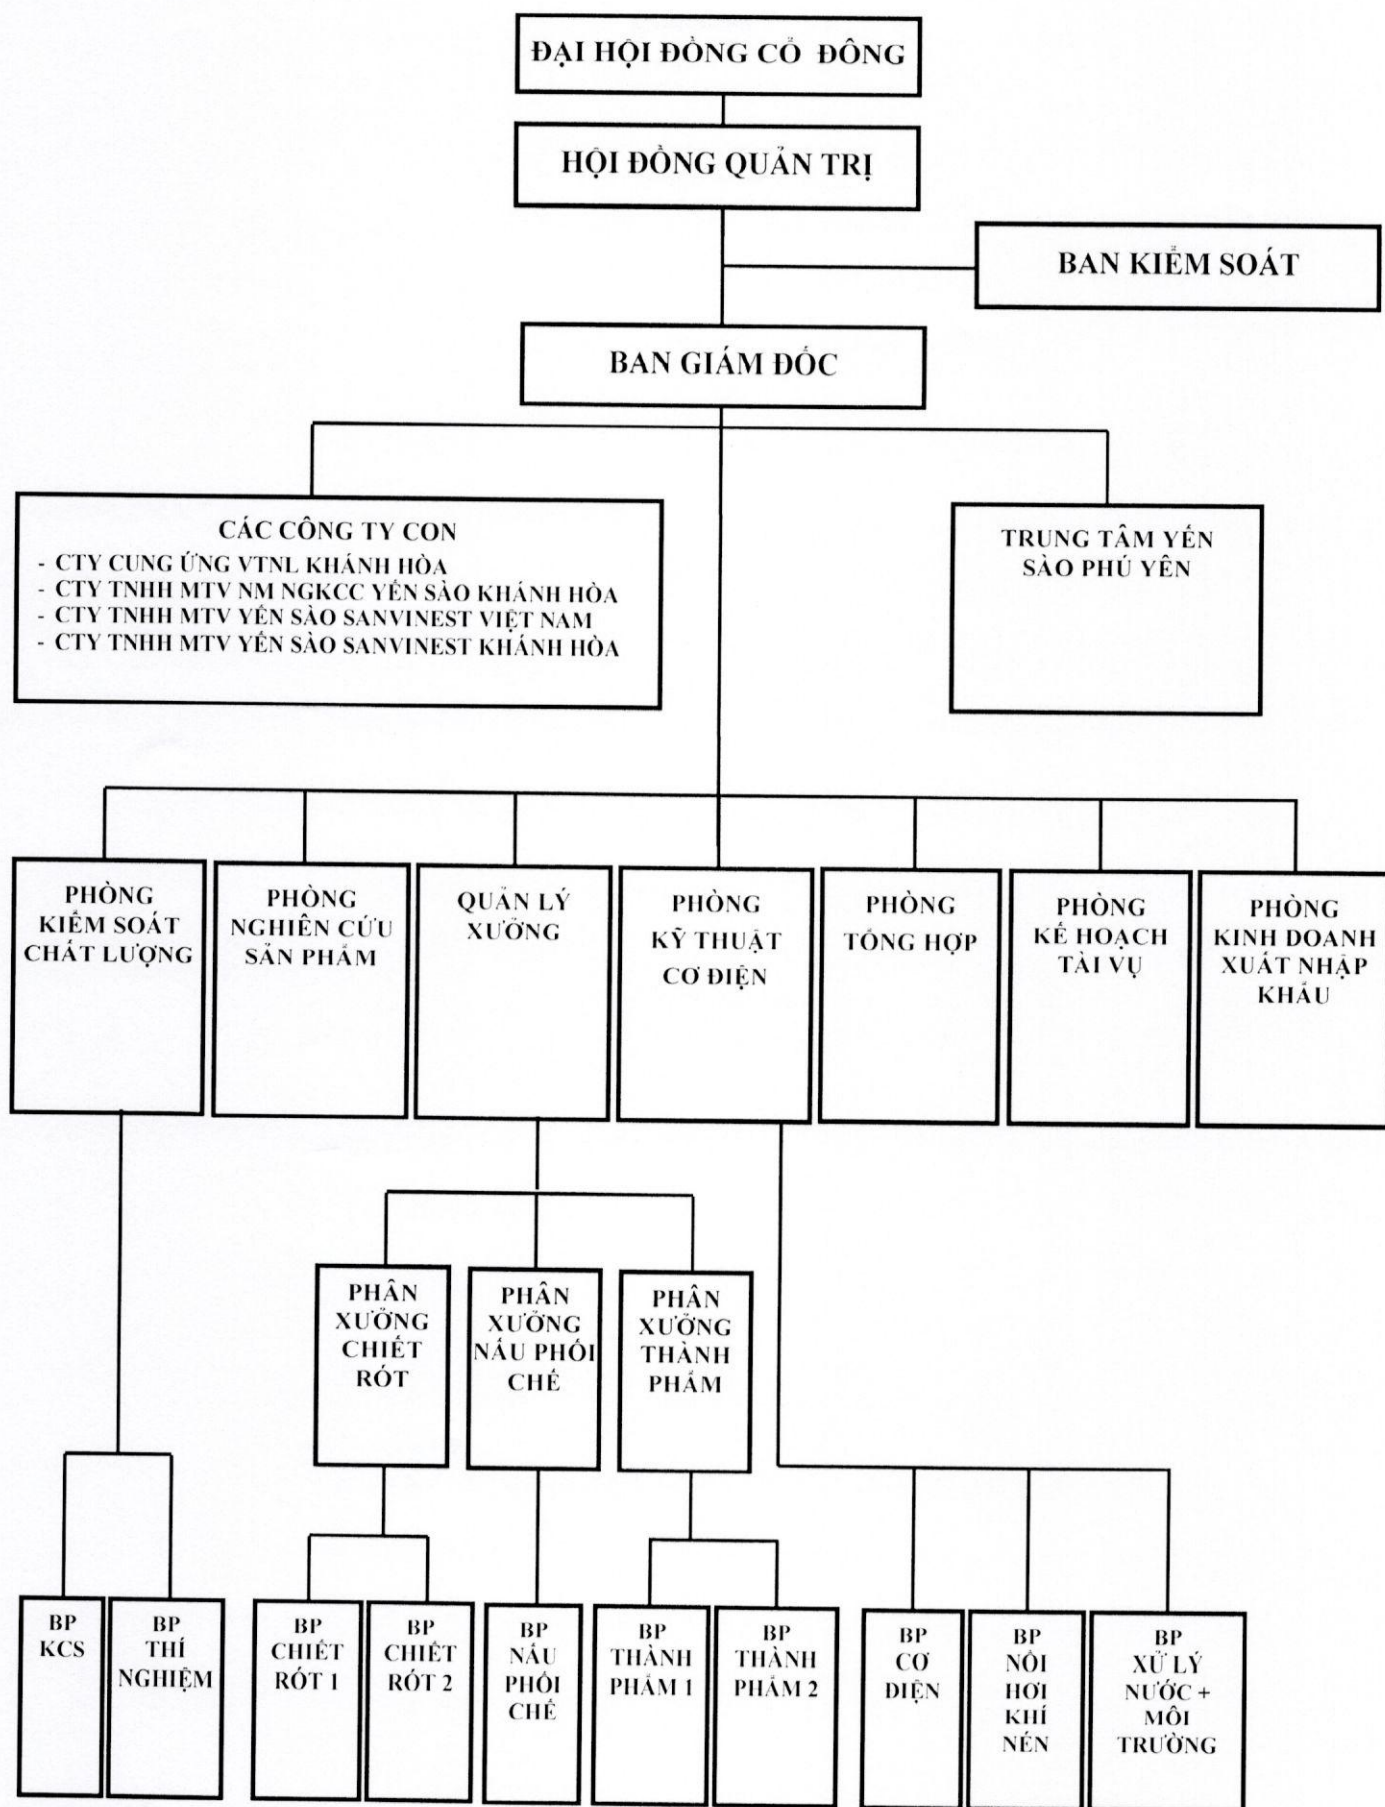 ĐẠI HỘI ĐỒNG CỔ ĐÔNG
HỘI ĐỒNG QUẢN TRỊ
BAN KIỂM SOÁT
BAN GIÁM ĐỐC
CÁC CÔNG TY CON
- CTY CUNG ỨNG VTNL KHÁNH HÒA
- CTY TNHH MTV NM NGKCC YẾN SÀO KHÁNH HÒA
- CTY TNHH MTV YẾN SÀO SANVINEST VIỆT NAM
- CTY TNHH MTV YẾN SÀO SANVINEST KHÁNH HÒA
TRUNG TÂM YẾN
SÀO PHÚ YÊN
PHÒNG
KIỂM SOÁT
CHẤT LƯỢNG
PHÒNG
NGHIÊN CỨU
SẢN PHẨM
QUẢN LÝ
XƯỞNG
PHÒNG
KỸ THUẬT
CƠ ĐIỆN
PHÒNG
TỔNG HỢP
PHÒNG
KẾ HOẠCH
TÀI VỤ
PHÒNG
KINH DOANH
XUẤT NHẬP
KHẨU
PHÂN
XƯỞNG
CHIẾT
RÓT
PHÂN
XƯỞNG
NẤU PHỐI
CHẾ
PHÂN
XƯỞNG
THÀNH
PHẨM
BP
KCS
BP
THÍ
NGHIỆM
BP
CHIẾT
RÓT 1
BP
CHIẾT
RÓT 2
BP
NẤU
PHỐI
CHẾ
BP
THÀNH
PHẨM 1
BP
THÀNH
PHẨM 2
BP
CƠ
ĐIỆN
BP
NỒI
HƠI
KHÍ
NÉN
BP
XỬ LÝ
NƯỚC +
MÔI
TRƯỜNG